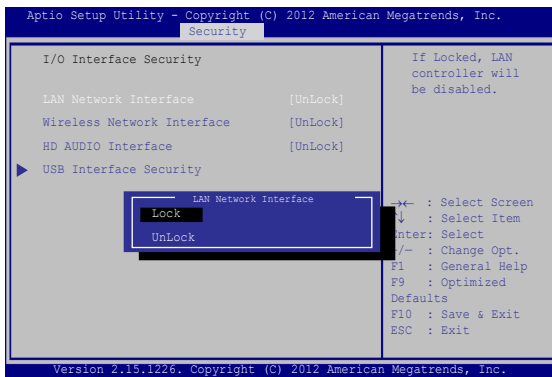 Aptio Setup Utility - Copyright (C) 2012 American Megatrends, Inc.
Security
I/O Interface Security
LAN Network Interface [UnLock]
Wireless Network Interface [UnLock]
HD AUDIO Interface [UnLock]
USB Interface Security
LAN Network Interface
Lock
UnLock
If Locked, LAN
controller will
be disabled.
→← : Select Screen
↑↓ : Select Item
Enter: Select
+/— : Change Opt.
F1 : General Help
F9 : Optimized
Defaults
F10 : Save & Exit
ESC : Exit
Version 2.15.1226. Copyright (C) 2012 American Megatrends, Inc.